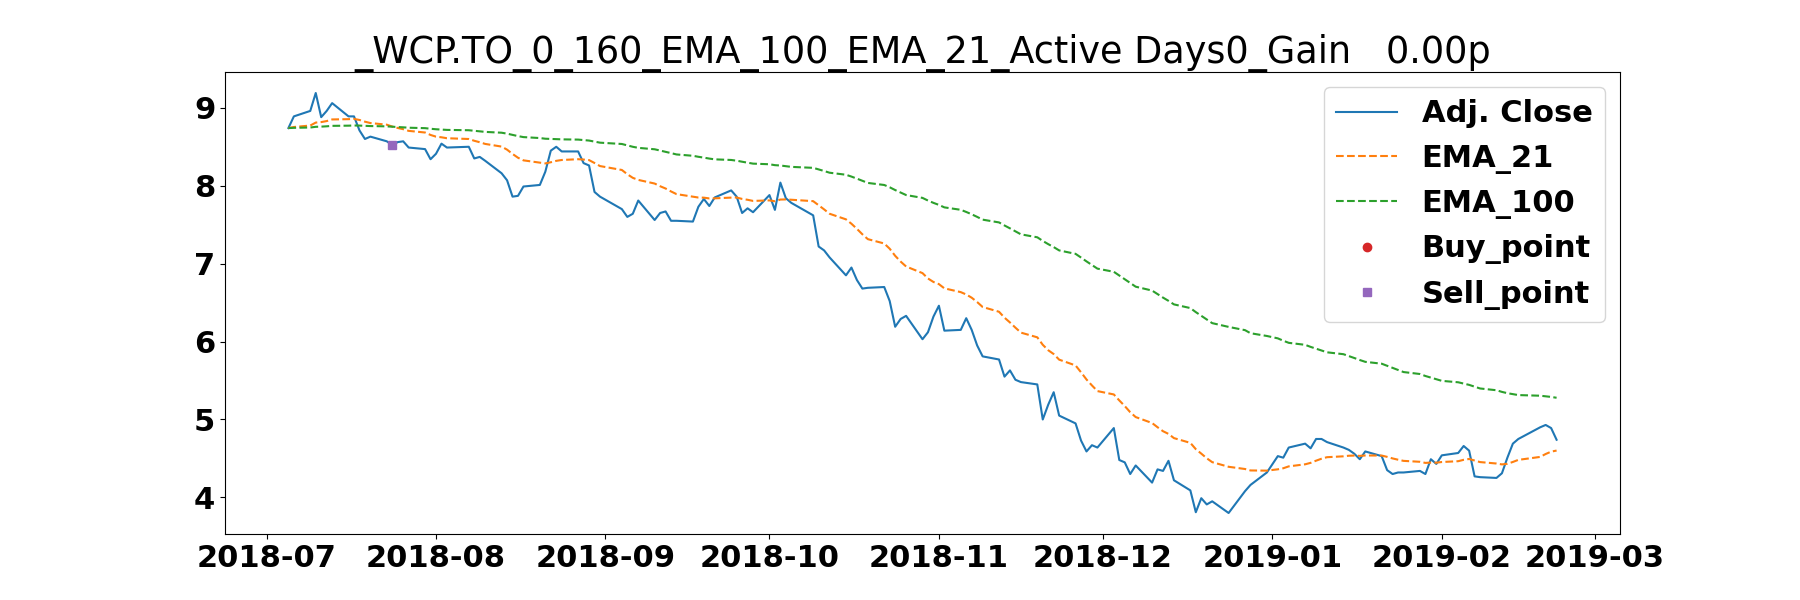 _WCP.TO_0_160_EMA_100_EMA_21_Active Days0_Gain   0.00p
Adj. Close
EMA_21
EMA_100
Buy_point
Sell_point
9
8
7
6
5
4
2018-07 2018-08 2018-09 2018-10 2018-11 2018-12 2019-01 2019-02 2019-03